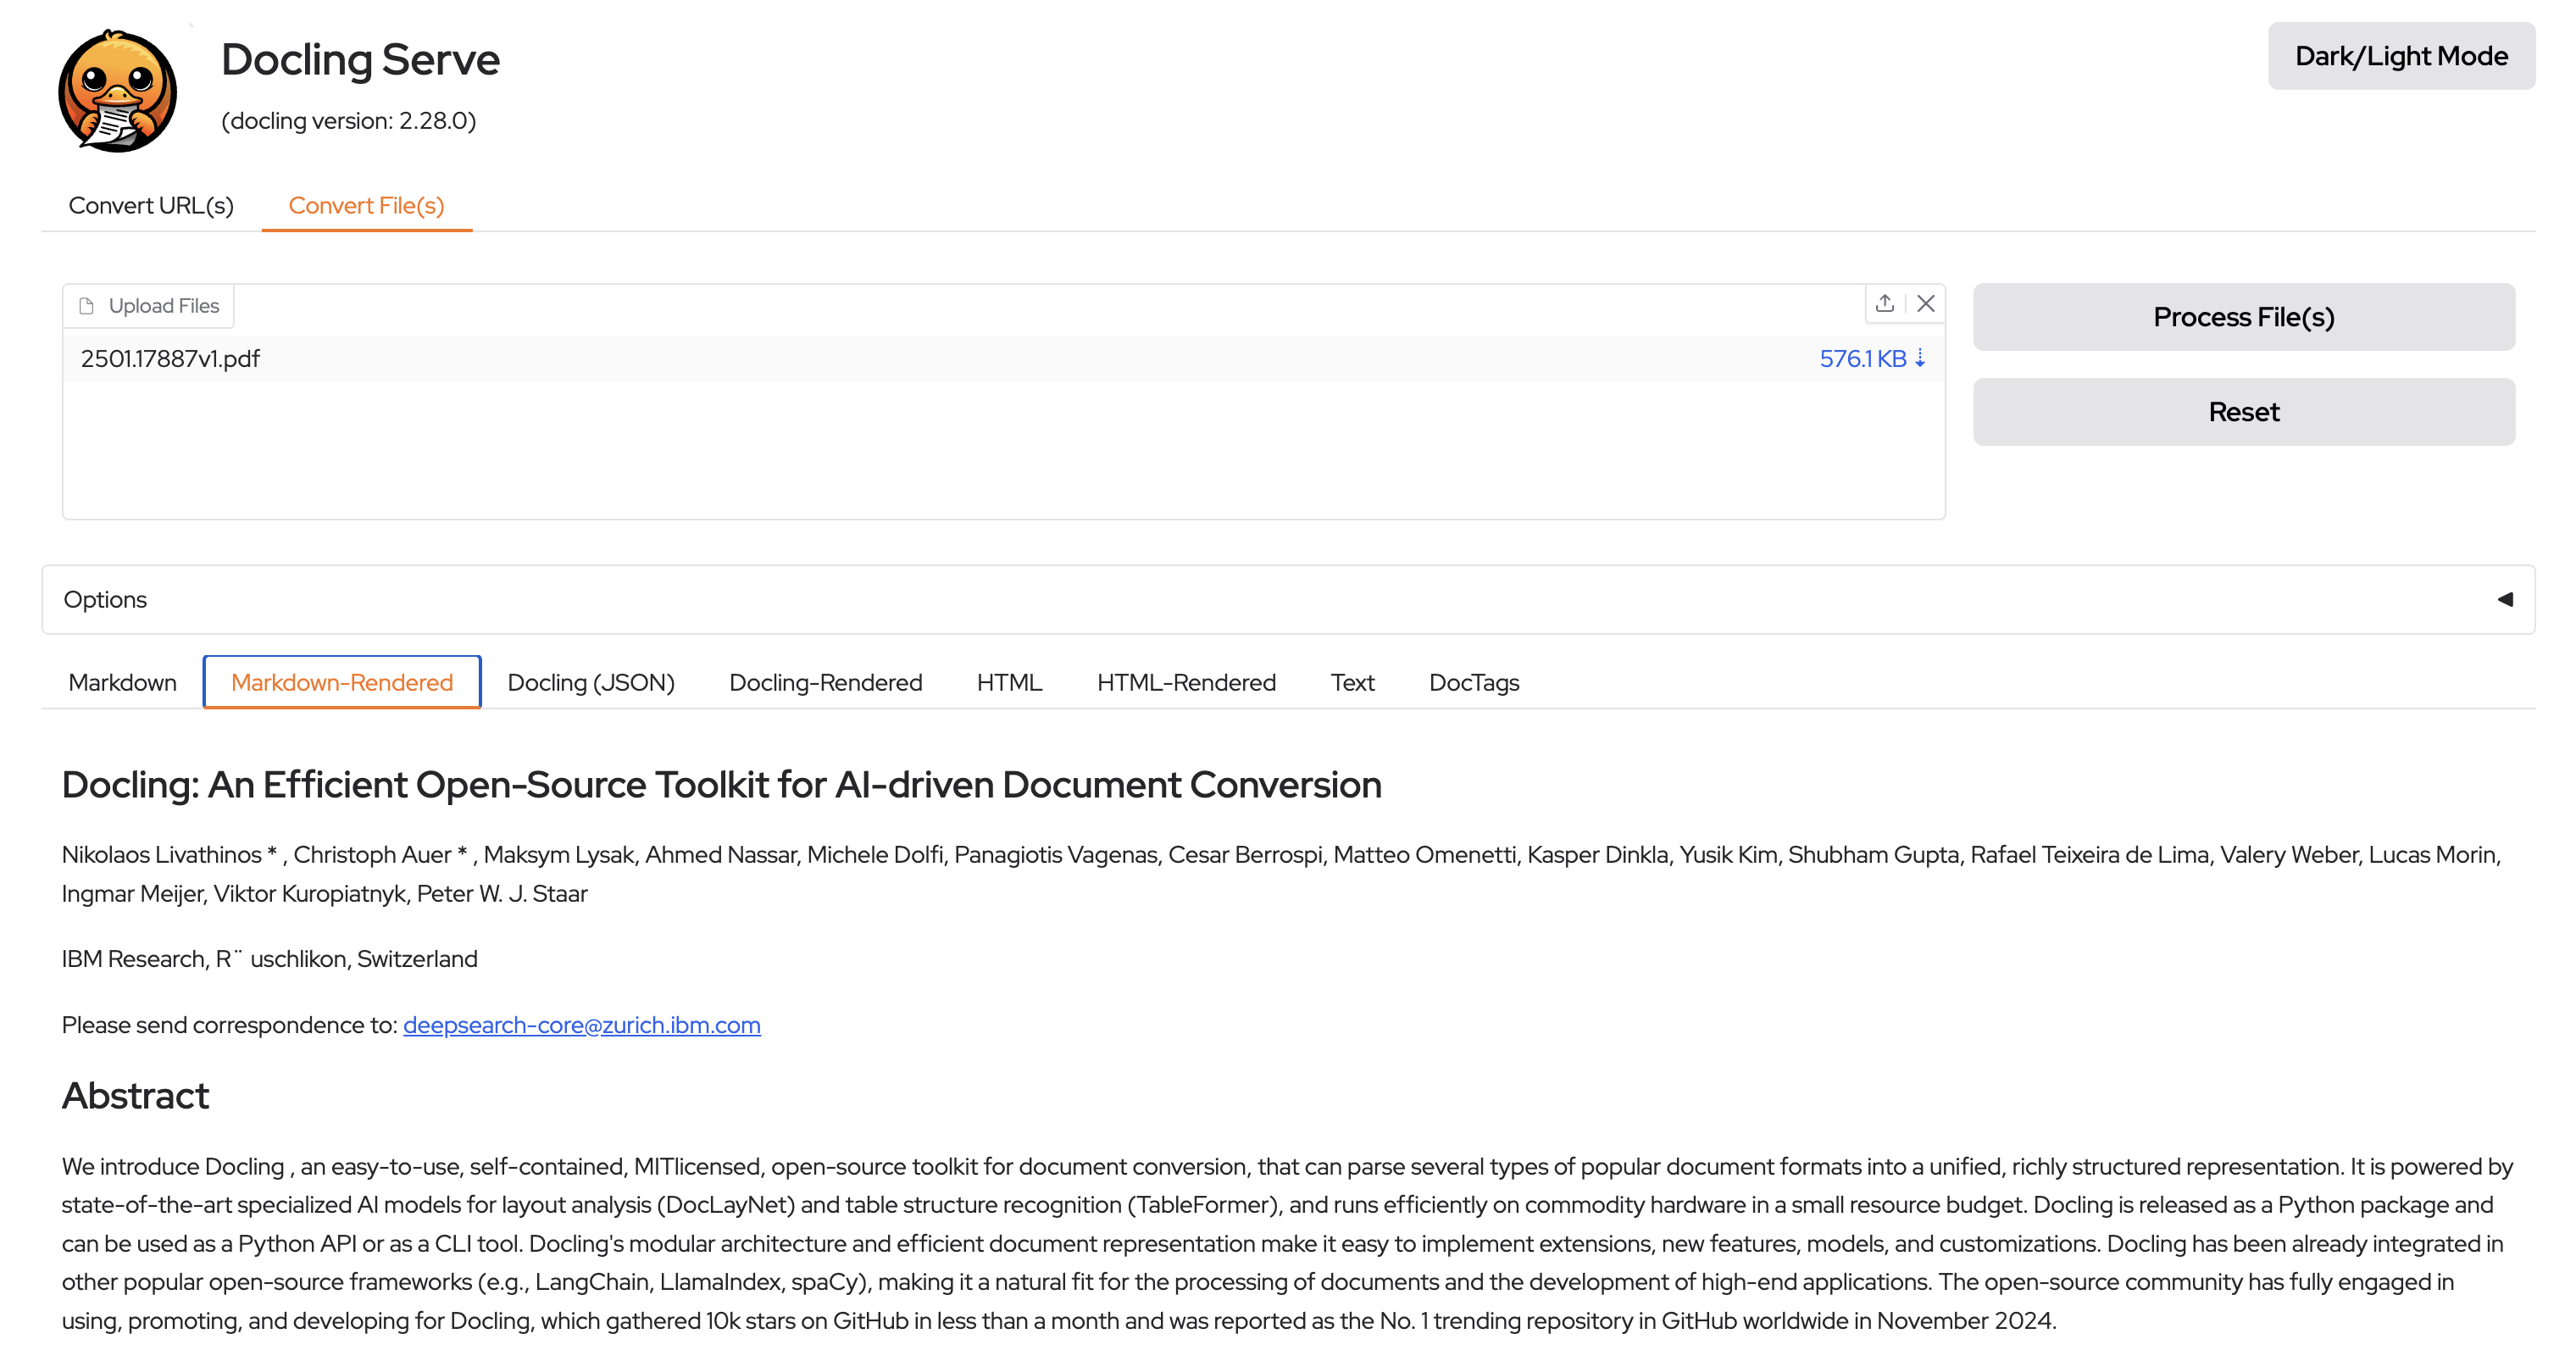 Docling Serve
(docling version: 2.28.0)
Dark/Light Mode
Convert URL(s)
Convert File(s)
Upload Files
2501.17887v1.pdf
576.1 KB ⇣
Process File(s)
Reset
Options
Markdown
Markdown-Rendered
Docling (JSON)
Docling-Rendered
HTML
HTML-Rendered
Text
DocTags
Docling: An Efficient Open-Source Toolkit for AI-driven Document Conversion
Nikolaos Livathinos * , Christoph Auer * , Maksym Lysak, Ahmed Nassar, Michele Dolfi, Panagiotis Vagenas, Cesar Berrospi, Matteo Omenetti, Kasper Dinkla, Yusik Kim, Shubham Gupta, Rafael Teixeira de Lima, Valery Weber, Lucas Morin,
Ingmar Meijer, Viktor Kuropiatnyk, Peter W. J. Staar
IBM Research, R¨ uschlikon, Switzerland
Please send correspondence to: deepsearch-core@zurich.ibm.com
Abstract
We introduce Docling , an easy-to-use, self-contained, MITlicensed, open-source toolkit for document conversion, that can parse several types of popular document formats into a unified, richly structured representation. It is powered by
state-of-the-art specialized AI models for layout analysis (DocLayNet) and table structure recognition (TableFormer), and runs efficiently on commodity hardware in a small resource budget. Docling is released as a Python package and
can be used as a Python API or as a CLI tool. Docling's modular architecture and efficient document representation make it easy to implement extensions, new features, models, and customizations. Docling has been already integrated in
other popular open-source frameworks (e.g., LangChain, LlamaIndex, spaCy), making it a natural fit for the processing of documents and the development of high-end applications. The open-source community has fully engaged in
using, promoting, and developing for Docling, which gathered 10k stars on GitHub in less than a month and was reported as the No. 1 trending repository in GitHub worldwide in November 2024.